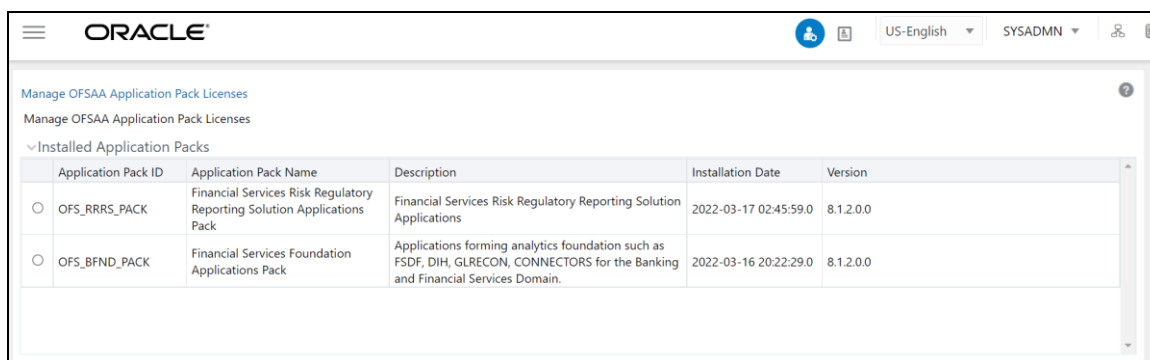 ORACLE
US-English
SYSADMN
Manage OFSAA Application Pack Licenses
Manage OFSAA Application Pack Licenses
Installed Application Packs
Application Pack ID Application Pack Name Description Installation Date Version
OFS_RRRS_PACK
Financial Services Risk Regulatory
Reporting Solution Applications
Pack
Financial Services Risk Regulatory Reporting Solution
Applications
2022-03-17 02:45:59.0 8.1.2.0.0
OFS_BFND_PACK
Financial Services Foundation
Applications Pack
Applications forming analytics foundation such as
FSDF, DIH, GLRECON, CONNECTORS for the Banking
and Financial Services Domain.
2022-03-16 20:22:29.0 8.1.2.0.0